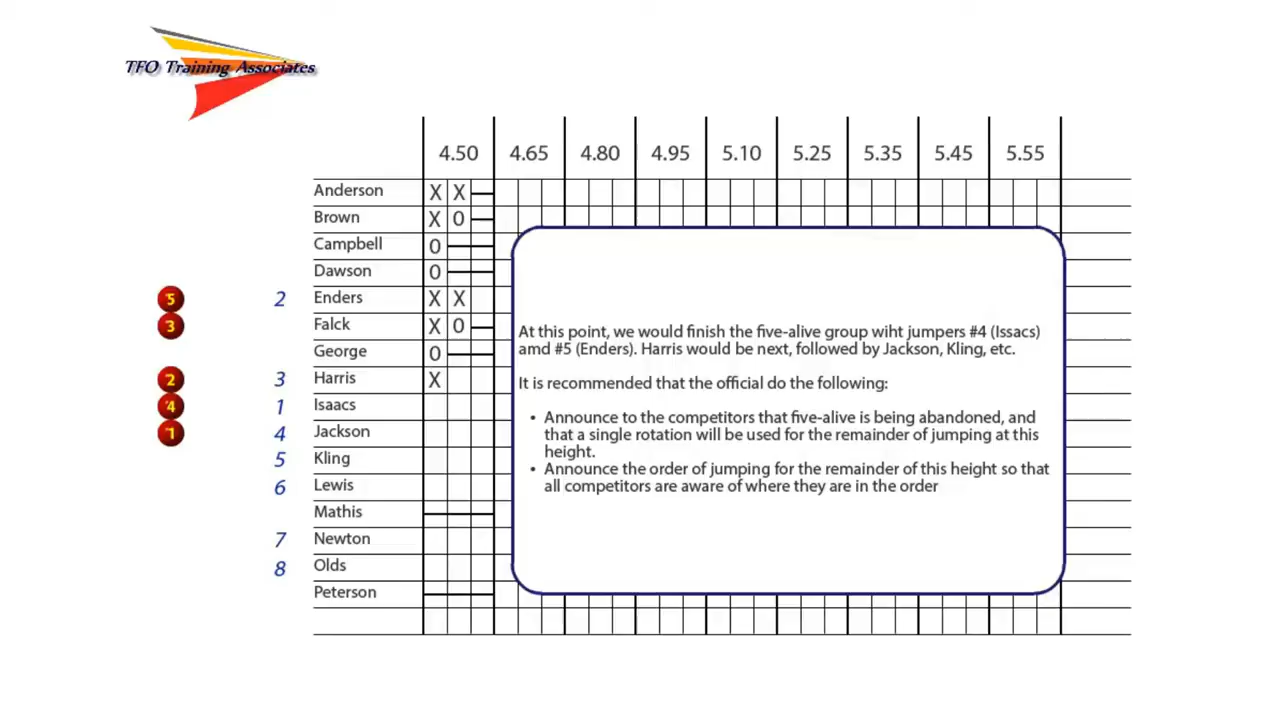 TFO Training Associates
4.50 4.65 4.80 4.95 5.10 5.25 5.35 5.45 5.55
Anderson X X —
Brown X O —
Campbell O —
Dawson O —
5 2 Enders X X
3 Falck X O —
George O —
2 3 Harris X
4 1 Isaacs
1 4 Jackson
5 Kling
6 Lewis
Mathis —
7 Newton
8 Olds
Peterson —
At this point, we would finish the five-alive group wiht jumpers #4 (Issacs)
amd #5 (Enders). Harris would be next, followed by Jackson, Kling, etc.
It is recommended that the official do the following:
• Announce to the competitors that five-alive is being abandoned, and
that a single rotation will be used for the remainder of jumping at this
height.
• Announce the order of jumping for the remainder of this height so that
all competitors are aware of where they are in the order